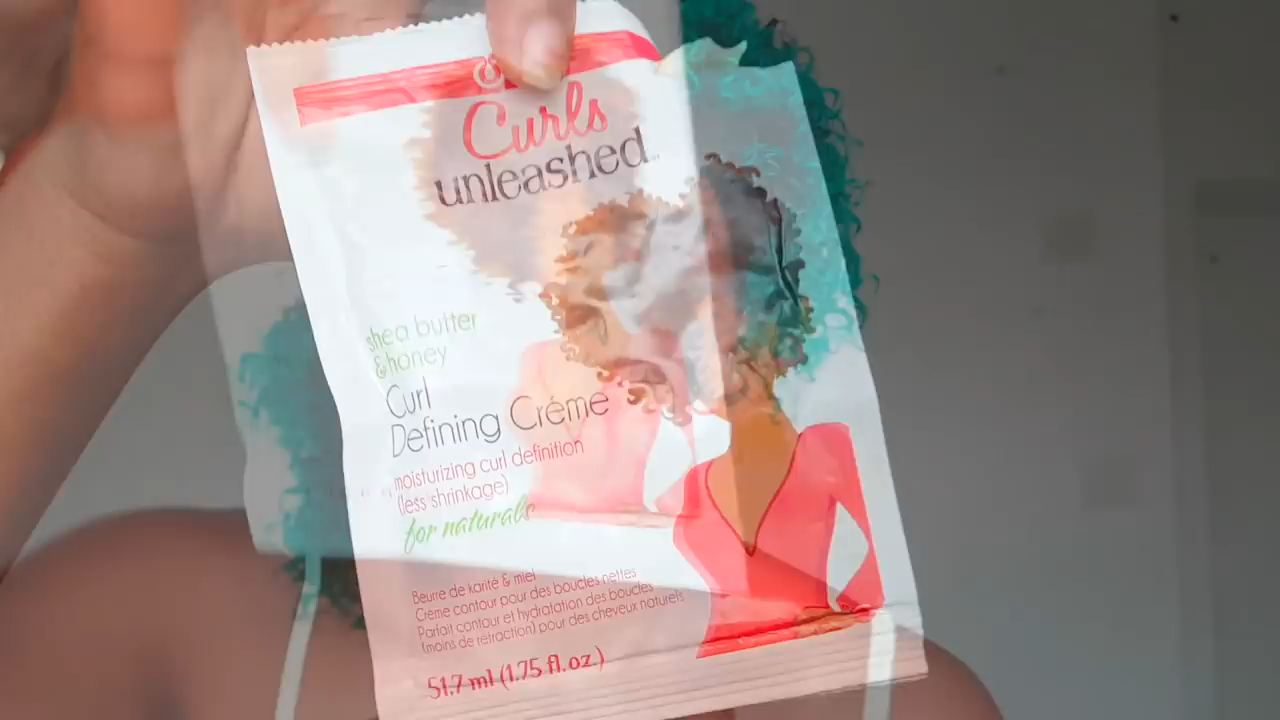 Curls
unleashed
shea butter
& honey
Curl
Defining Créme
moisturizing curl definition
(less shrinkage)
for naturals
Beurre de karité & miel
Crème contour pour des boucles nettes
Parfait contour et hydratation des boucles
(moins de rétraction) pour des cheveux naturels
51.7 ml (1.75 fl. oz.)